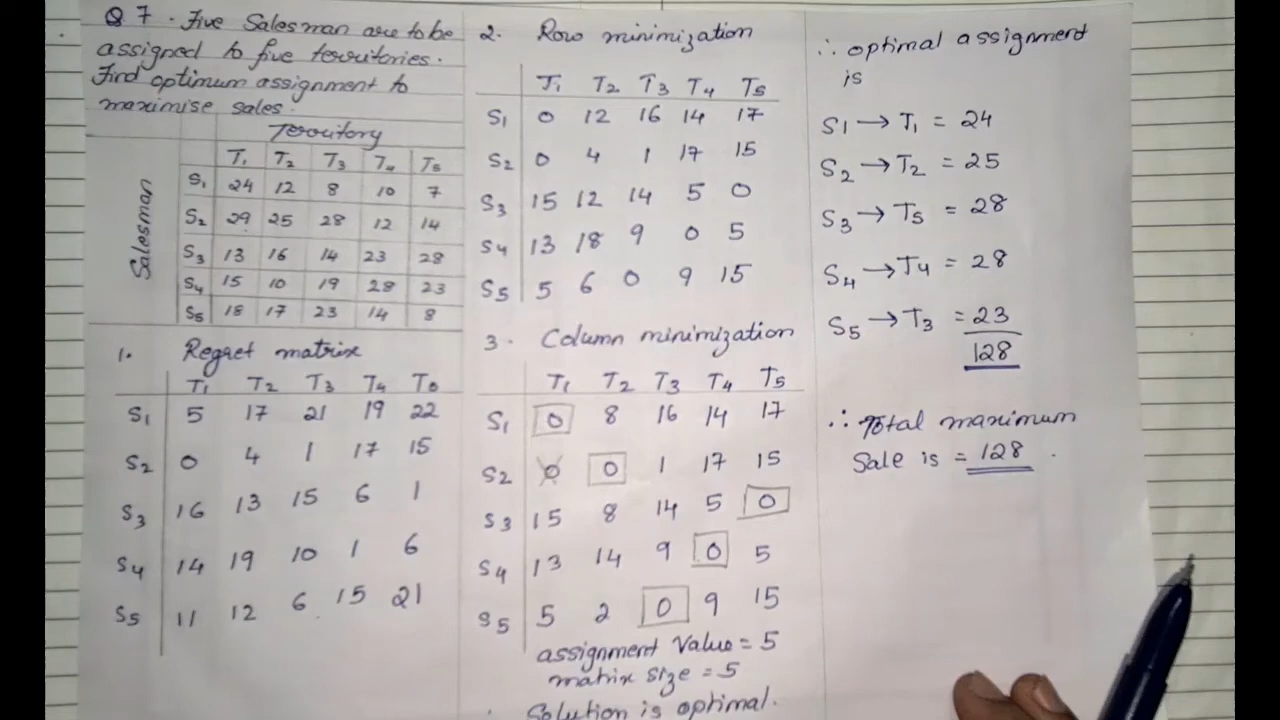 Q 7. Five Salesman are to be
assigned to five territories.
Find optimum assignment to
maximise sales.
Territory
Salesman
T1 T2 T3 T4 T5
S1 24 12 8 10 7
S2 29 25 28 12 14
S3 13 16 14 23 28
S4 15 10 19 28 23
S5 18 17 23 14 8
1. Regret matrix
T1 T2 T3 T4 T5
S1 5 17 21 19 22
S2 0 4 1 17 15
S3 16 13 15 6 1
S4 14 19 10 1 6
S5 11 12 6 15 21
2. Row minimization
T1 T2 T3 T4 T5
S1 0 12 16 14 17
S2 0 4 1 17 15
S3 15 12 14 5 0
S4 13 18 9 0 5
S5 5 6 0 9 15
3. Column minimization
T1 T2 T3 T4 T5
S1 0 8 16 14 17
S2 0 0 1 17 15
S3 15 8 14 5 0
S4 13 14 9 0 5
S5 5 2 0 9 15
assignment value = 5
matrix size = 5
Solution is optimal.
∴ optimal assignment
is
S1 → T1 = 24
S2 → T2 = 25
S3 → T5 = 28
S4 → T4 = 28
S5 → T3 = 23
128
∴ Total maximum
Sale is = 128.